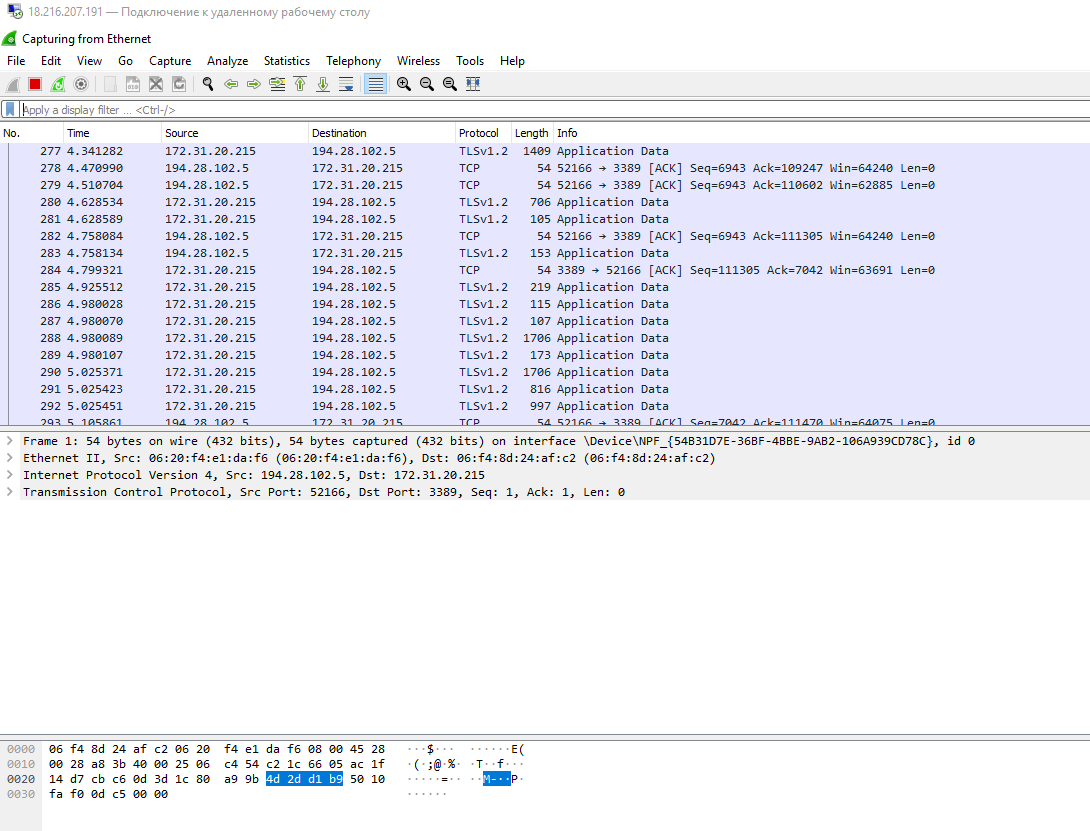 18.216.207.191 — Подключение к удаленному рабочему столу
Capturing from Ethernet
File Edit View Go Capture Analyze Statistics Telephony Wireless Tools Help
Apply a display filter ... <Ctrl-/>
No. Time Source Destination Protocol Length Info
277 4.341282 172.31.20.215 194.28.102.5 TLSv1.2 1409 Application Data
278 4.470990 194.28.102.5 172.31.20.215 TCP 54 52166 → 3389 [ACK] Seq=6943 Ack=109247 Win=64240 Len=0
279 4.510704 194.28.102.5 172.31.20.215 TCP 54 52166 → 3389 [ACK] Seq=6943 Ack=110602 Win=62885 Len=0
280 4.628534 172.31.20.215 194.28.102.5 TLSv1.2 706 Application Data
281 4.628589 172.31.20.215 194.28.102.5 TLSv1.2 105 Application Data
282 4.758084 194.28.102.5 172.31.20.215 TCP 54 52166 → 3389 [ACK] Seq=6943 Ack=111305 Win=64240 Len=0
283 4.758134 194.28.102.5 172.31.20.215 TLSv1.2 153 Application Data
284 4.799321 172.31.20.215 194.28.102.5 TCP 54 3389 → 52166 [ACK] Seq=111305 Ack=7042 Win=63691 Len=0
285 4.925512 172.31.20.215 194.28.102.5 TLSv1.2 219 Application Data
286 4.980028 172.31.20.215 194.28.102.5 TLSv1.2 115 Application Data
287 4.980070 172.31.20.215 194.28.102.5 TLSv1.2 107 Application Data
288 4.980089 172.31.20.215 194.28.102.5 TLSv1.2 1706 Application Data
289 4.980107 172.31.20.215 194.28.102.5 TLSv1.2 173 Application Data
290 5.025371 172.31.20.215 194.28.102.5 TLSv1.2 1706 Application Data
291 5.025423 172.31.20.215 194.28.102.5 TLSv1.2 816 Application Data
292 5.025451 172.31.20.215 194.28.102.5 TLSv1.2 997 Application Data
293 5.105861 194.28.102.5 172.31.20.215 TCP 54 52166 → 3389 [ACK] Seq=7042 Ack=111470 Win=64075 Len=0
Frame 1: 54 bytes on wire (432 bits), 54 bytes captured (432 bits) on interface \Device\NPF_{54B31D7E-36BF-4BBE-9AB2-106A939CD78C}, id 0
Ethernet II, Src: 06:20:f4:e1:da:f6 (06:20:f4:e1:da:f6), Dst: 06:f4:8d:24:af:c2 (06:f4:8d:24:af:c2)
Internet Protocol Version 4, Src: 194.28.102.5, Dst: 172.31.20.215
Transmission Control Protocol, Src Port: 52166, Dst Port: 3389, Seq: 1, Ack: 1, Len: 0
0000 06 f4 8d 24 af c2 06 20 f4 e1 da f6 08 00 45 28 ···$··· ······E(
0010 00 28 a8 3b 40 00 25 06 c4 54 c2 1c 66 05 ac 1f ·(·;@·%· ·T··f···
0020 14 d7 cb c6 0d 3d 1c 80 a9 9b 4d 2d d1 b9 50 10 ·····=·· ··M-··P·
0030 fa f0 0d c5 00 00 ······